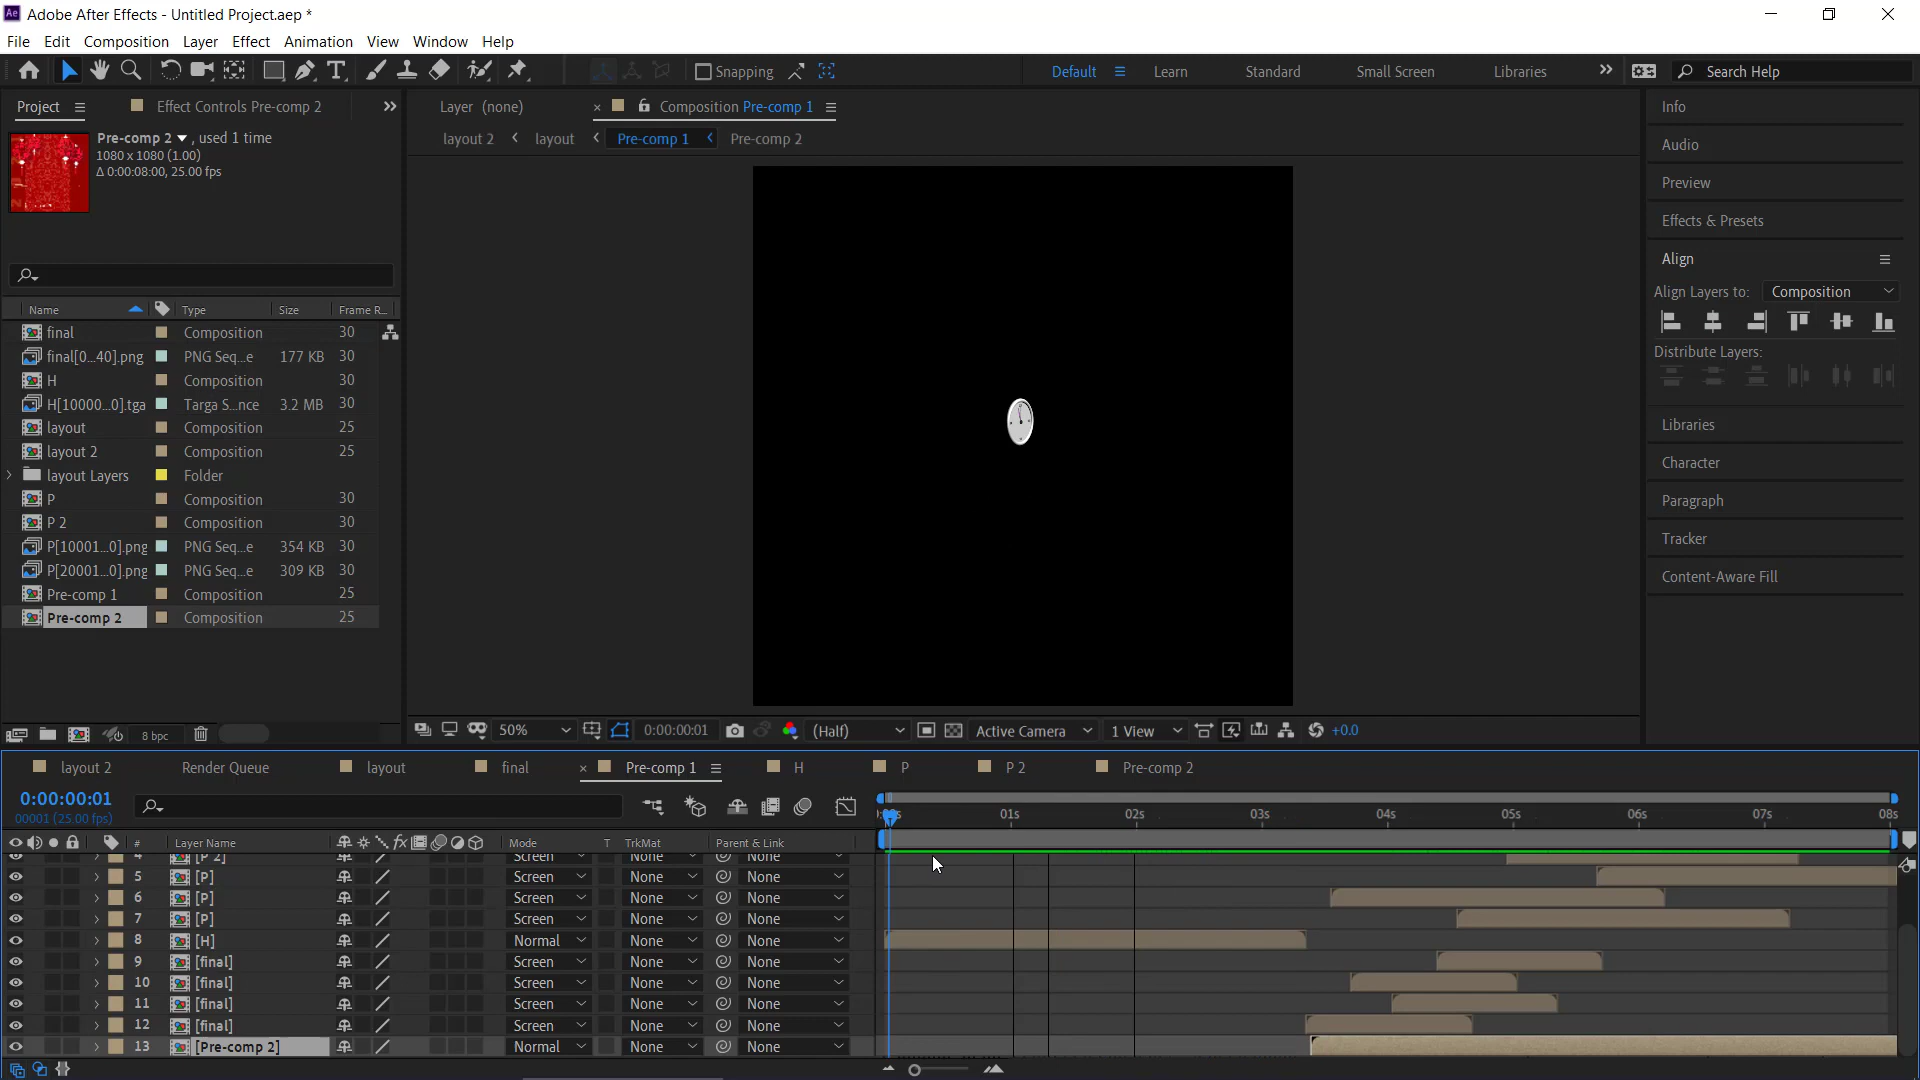 Adobe After Effects - Untitled Project.aep *
File Edit Composition Layer Effect Animation View Window Help
Snapping Default Learn Standard Small Screen Libraries Search Help
Project Effect Controls Pre-comp 2
Pre-comp 2 , used 1 time
1080 x 1080 (1.00)
Δ 0:00:08:00, 25.00 fps
Name Type Size Frame R...
final Composition 30
final[0...40].png PNG Seq...e 177 KB 30
H Composition 30
H[10000...0].tga Targa S...nce 3.2 MB 30
layout Composition 25
layout 2 Composition 25
layout Layers Folder
P Composition 30
P 2 Composition 30
P[10001...0].png PNG Seq...e 354 KB 30
P[20001...0].png PNG Seq...e 309 KB 30
Pre-comp 1 Composition 25
Pre-comp 2 Composition 25
8 bpc
Layer (none) Composition Pre-comp 1
layout 2 layout Pre-comp 1 Pre-comp 2
50% 0:00:00:01 (Half) Active Camera 1 View +0.0
Info
Audio
Preview
Effects & Presets
Align
Align Layers to: Composition
Distribute Layers:
Libraries
Character
Paragraph
Tracker
Content-Aware Fill
layout 2 Render Queue layout final Pre-comp 1 H P P 2 Pre-comp 2
0:00:00:01
00001 (25.00 fps)
01s 02s 03s 04s 05s 06s 07s 08s
# Layer Name Mode T TrkMat Parent & Link
4 [P 2] Screen None None
5 [P] Screen None None
6 [P] Screen None None
7 [P] Screen None None
8 [H] Normal None None
9 [final] Screen None None
10 [final] Screen None None
11 [final] Screen None None
12 [final] Screen None None
13 [Pre-comp 2] Normal None None